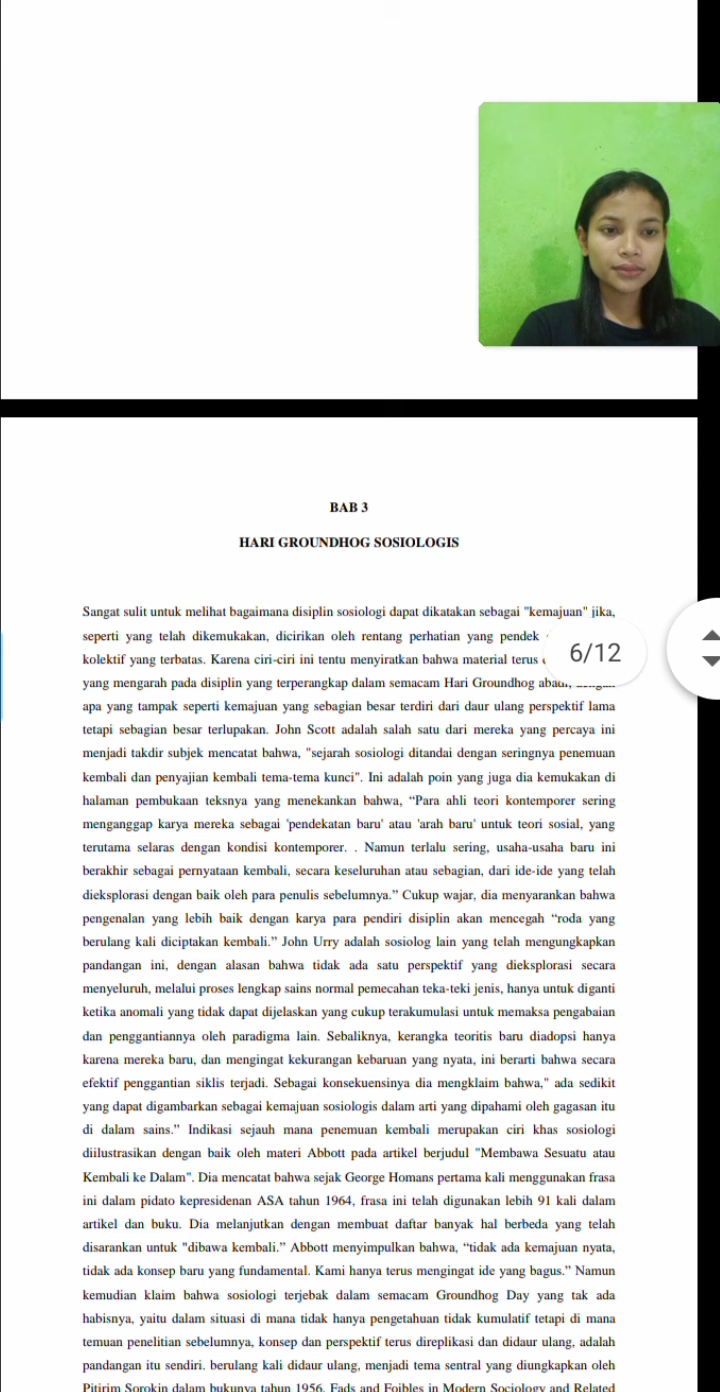 BAB 3
HARI GROUNDHOG SOSIOLOGIS
Sangat sulit untuk melihat bagaimana disiplin sosiologi dapat dikatakan sebagai "kemajuan" jika,
seperti yang telah dikemukakan, dicirikan oleh rentang perhatian yang pendek
kolektif yang terbatas. Karena ciri-ciri ini tentu menyiratkan bahwa material terus
6/12
yang mengarah pada disiplin yang terperangkap dalam semacam Hari Groundhog abadi, dengan
apa yang tampak seperti kemajuan yang sebagian besar terdiri dari daur ulang perspektif lama
tetapi sebagian besar terlupakan. John Scott adalah salah satu dari mereka yang percaya ini
menjadi takdir subjek mencatat bahwa, "sejarah sosiologi ditandai dengan seringnya penemuan
kembali dan penyajian kembali tema-tema kunci". Ini adalah poin yang juga dia kemukakan di
halaman pembukaan teksnya yang menekankan bahwa, “Para ahli teori kontemporer sering
menganggap karya mereka sebagai 'pendekatan baru' atau 'arah baru' untuk teori sosial, yang
terutama selaras dengan kondisi kontemporer. . Namun terlalu sering, usaha-usaha baru ini
berakhir sebagai pernyataan kembali, secara keseluruhan atau sebagian, dari ide-ide yang telah
dieksplorasi dengan baik oleh para penulis sebelumnya.” Cukup wajar, dia menyarankan bahwa
pengenalan yang lebih baik dengan karya para pendiri disiplin akan mencegah “roda yang
berulang kali diciptakan kembali.” John Urry adalah sosiolog lain yang telah mengungkapkan
pandangan ini, dengan alasan bahwa tidak ada satu perspektif yang dieksplorasi secara
menyeluruh, melalui proses lengkap sains normal pemecahan teka-teki jenis, hanya untuk diganti
ketika anomali yang tidak dapat dijelaskan yang cukup terakumulasi untuk memaksa pengabaian
dan penggantiannya oleh paradigma lain. Sebaliknya, kerangka teoritis baru diadopsi hanya
karena mereka baru, dan mengingat kekurangan kebaruan yang nyata, ini berarti bahwa secara
efektif penggantian siklis terjadi. Sebagai konsekuensinya dia mengklaim bahwa," ada sedikit
yang dapat digambarkan sebagai kemajuan sosiologis dalam arti yang dipahami oleh gagasan itu
di dalam sains.” Indikasi sejauh mana penemuan kembali merupakan ciri khas sosiologi
diilustrasikan dengan baik oleh materi Abbott pada artikel berjudul "Membawa Sesuatu atau
Kembali ke Dalam". Dia mencatat bahwa sejak George Homans pertama kali menggunakan frasa
ini dalam pidato kepresidenan ASA tahun 1964, frasa ini telah digunakan lebih 91 kali dalam
artikel dan buku. Dia melanjutkan dengan membuat daftar banyak hal berbeda yang telah
disarankan untuk "dibawa kembali.” Abbott menyimpulkan bahwa, “tidak ada kemajuan nyata,
tidak ada konsep baru yang fundamental. Kami hanya terus mengingat ide yang bagus.” Namun
kemudian klaim bahwa sosiologi terjebak dalam semacam Groundhog Day yang tak ada
habisnya, yaitu dalam situasi di mana tidak hanya pengetahuan tidak kumulatif tetapi di mana
temuan penelitian sebelumnya, konsep dan perspektif terus direplikasi dan didaur ulang, adalah
pandangan itu sendiri. berulang kali didaur ulang, menjadi tema sentral yang diungkapkan oleh
Pitirim Sorokin dalam bukunya tahun 1956, Fads and Foibles in Modern Sociology and Related